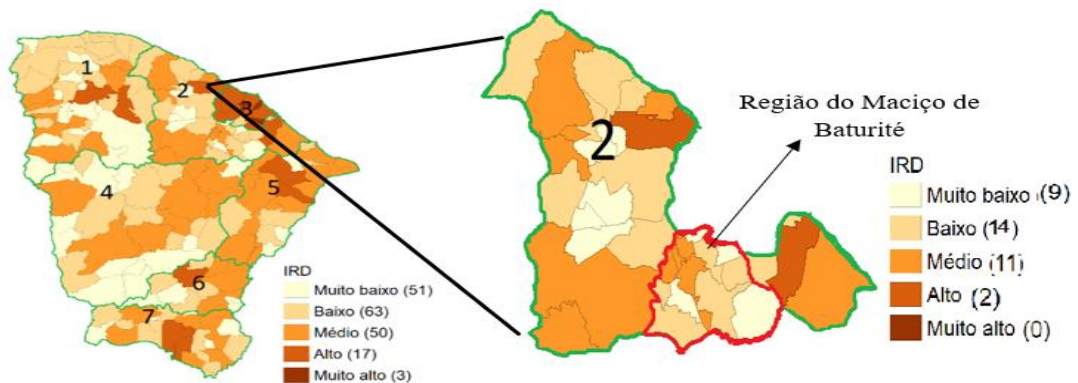 1
2
3
4
5
6
7
IRD
Muito baixo (51)
Baixo (63)
Médio (50)
Alto (17)
Muito alto (3)
2
Região do Maciço de
Baturité
IRD
Muito baixo (9)
Baixo (14)
Médio (11)
Alto (2)
Muito alto (0)